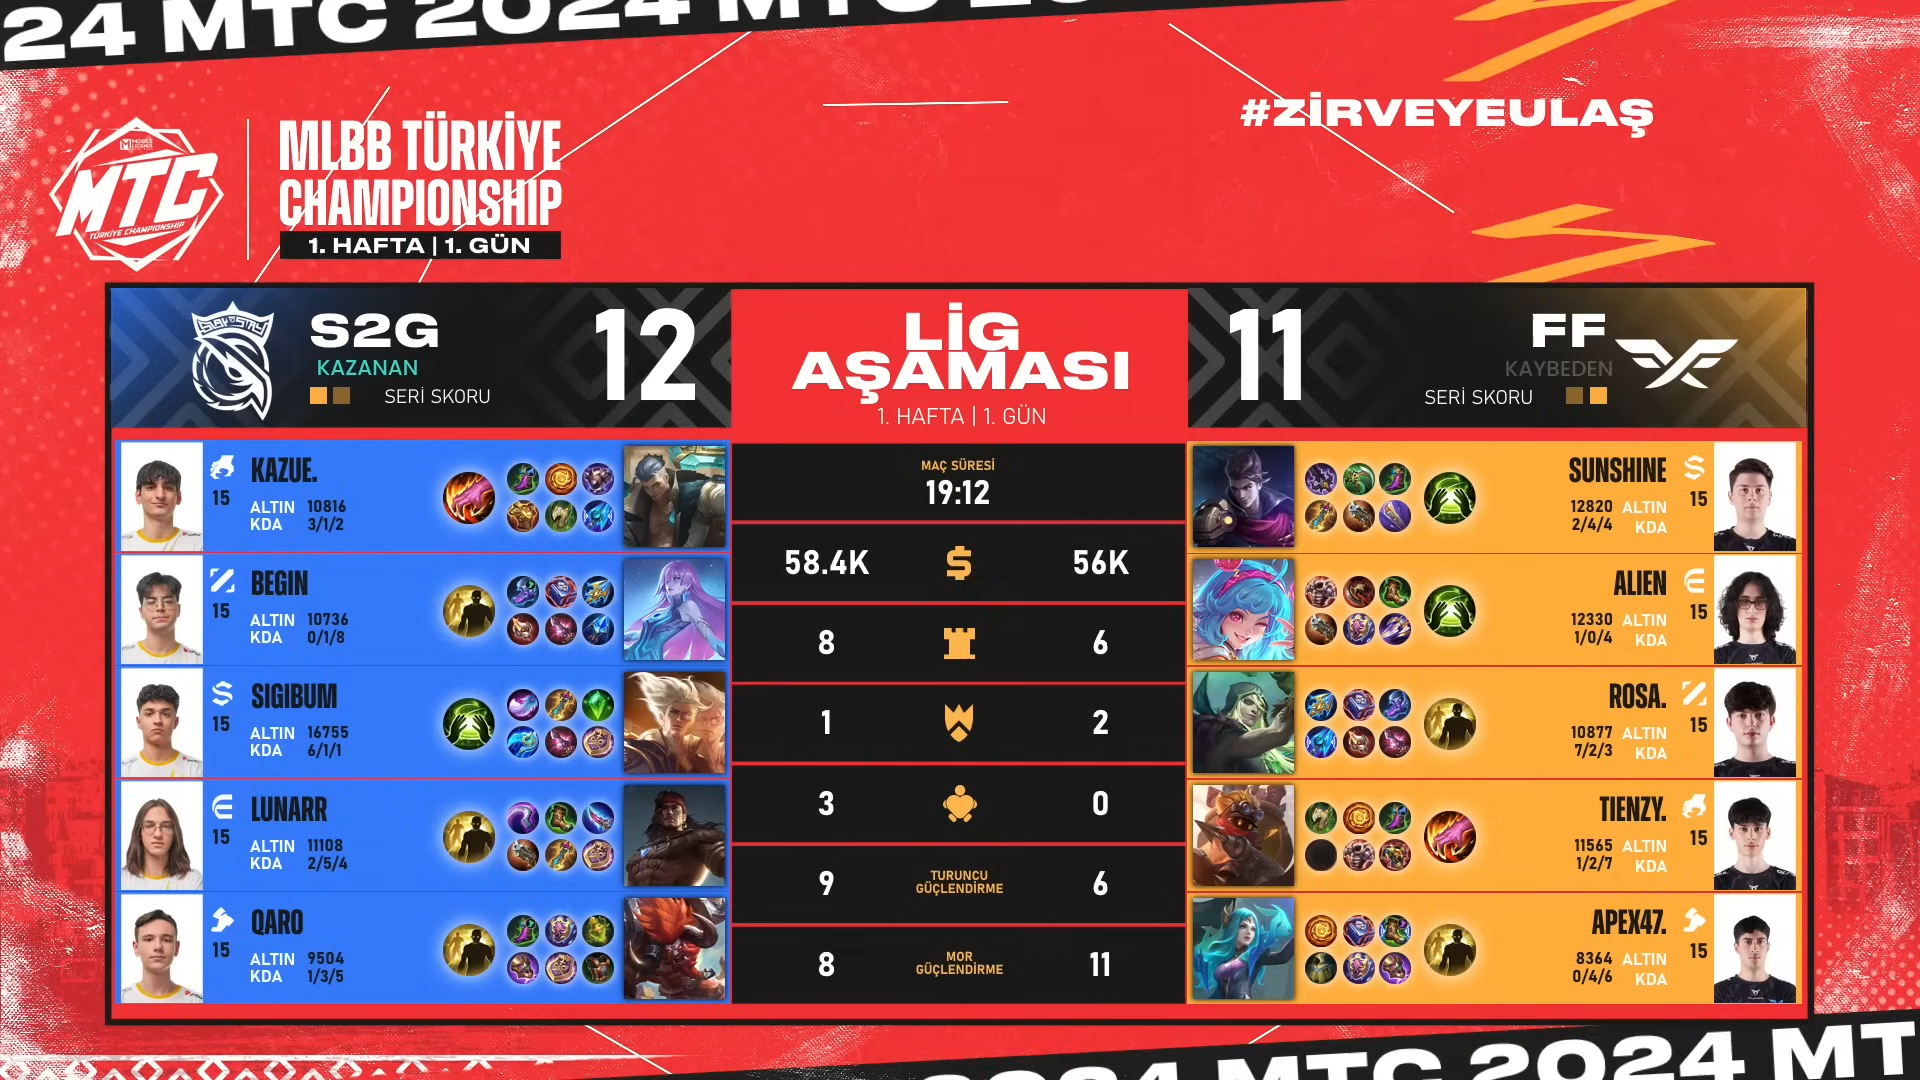 24 MTC 2024 MTC 2024
#ZİRVEYEULAŞ
MTC
TÜRKİYE CHAMPIONSHIP
MLBB TÜRKİYE
CHAMPIONSHIP
1. HAFTA | 1. GÜN
SLAY TO STAY
S2G
KAZANAN
SERİ SKORU
12
LİG
AŞAMASI
1. HAFTA | 1. GÜN
11
FF
KAYBEDEN
SERİ SKORU
KAZUE.
15
ALTIN 10816
KDA 3/1/2
BEGIN
15
ALTIN 10736
KDA 0/1/8
SIGIBUM
15
ALTIN 16755
KDA 6/1/1
LUNARR
15
ALTIN 11108
KDA 2/5/4
QARO
15
ALTIN 9504
KDA 1/3/5
MAÇ SÜRESİ
19:12
58.4K 56K
8 6
1 2
3 0
9 TURUNCU GÜÇLENDİRME 6
8 MOR GÜÇLENDİRME 11
SUNSHINE
15
12820 ALTIN
2/4/4 KDA
ALIEN
15
12330 ALTIN
1/0/4 KDA
ROSA.
15
10877 ALTIN
7/2/3 KDA
TIENZY.
15
11565 ALTIN
1/2/7 KDA
APEX47.
15
8364 ALTIN
0/4/6 KDA
2024 MTC 2024 MT